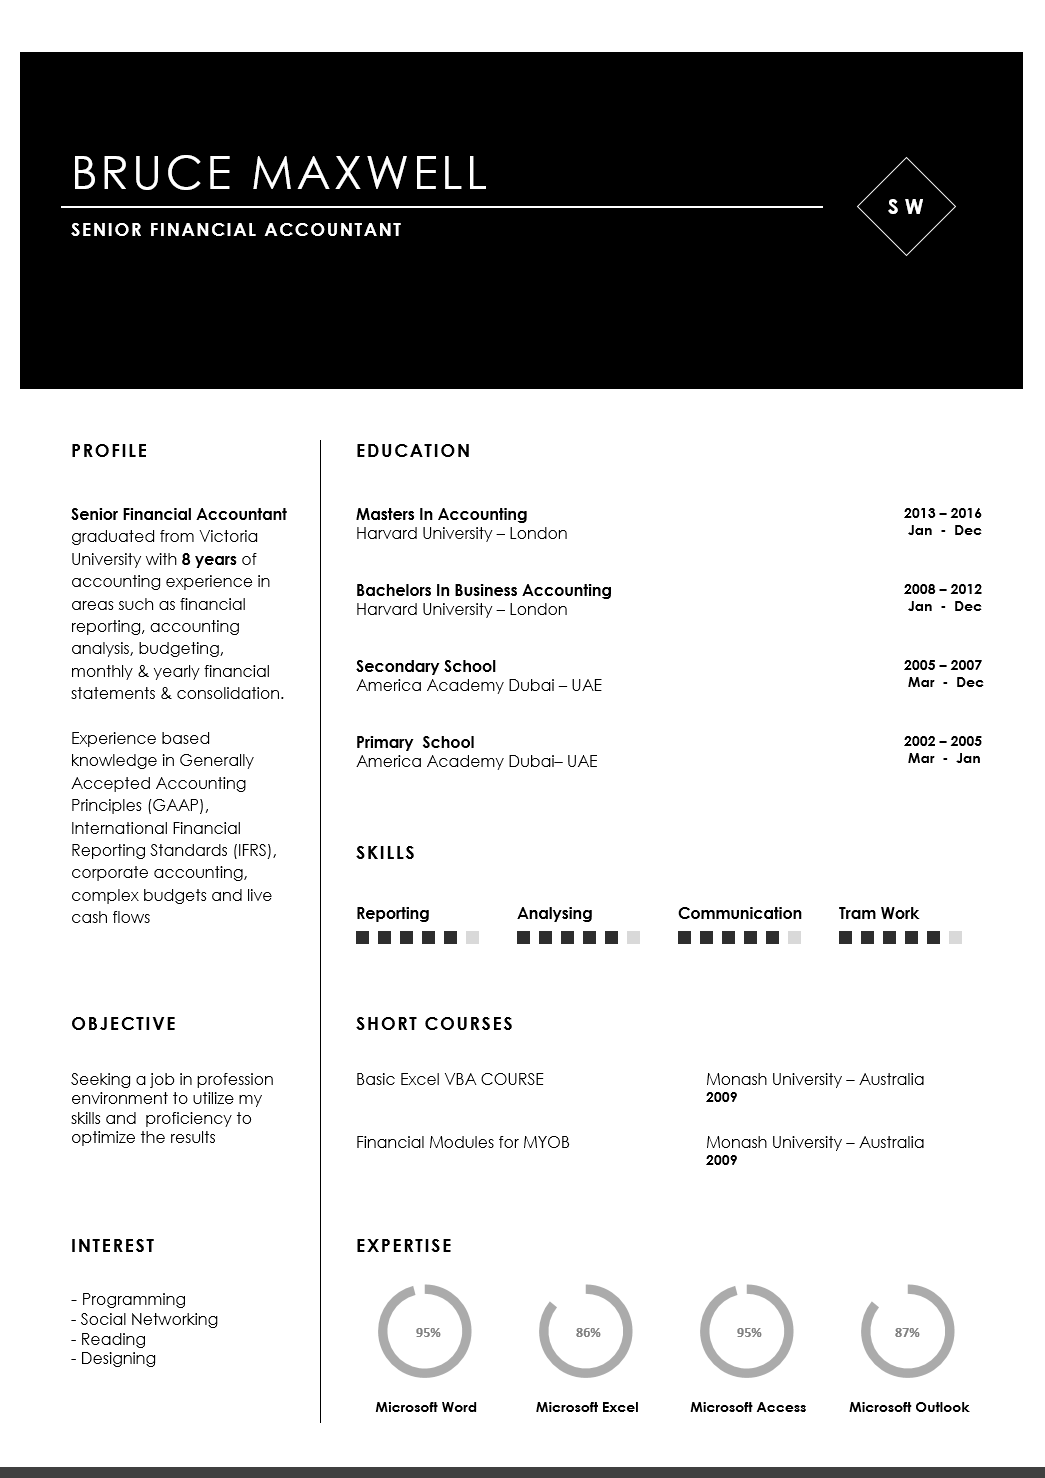 BRUCE MAXWELL
SENIOR FINANCIAL ACCOUNTANT
S W
PROFILE
Senior Financial Accountant
graduated from Victoria
University with 8 years of
accounting experience in
areas such as financial
reporting, accounting
analysis, budgeting,
monthly & yearly financial
statements & consolidation.
Experience based
knowledge in Generally
Accepted Accounting
Principles (GAAP),
International Financial
Reporting Standards (IFRS),
corporate accounting,
complex budgets and live
cash flows
OBJECTIVE
Seeking a job in profession
environment to utilize my
skills and  proficiency to
optimize the results
INTEREST
- Programming
- Social Networking
- Reading
- Designing
EDUCATION
Masters In Accounting 2013 – 2016
Harvard University – London Jan - Dec
Bachelors In Business Accounting 2008 – 2012
Harvard University – London Jan - Dec
Secondary School 2005 – 2007
America Academy Dubai – UAE Mar - Dec
Primary  School 2002 – 2005
America Academy Dubai– UAE Mar - Jan
SKILLS
Reporting Analysing Communication Tram Work
SHORT COURSES
Basic Excel VBA COURSE Monash University – Australia
2009
Financial Modules for MYOB Monash University – Australia
2009
EXPERTISE
95% 86% 95% 87%
Microsoft Word Microsoft Excel Microsoft Access Microsoft Outlook